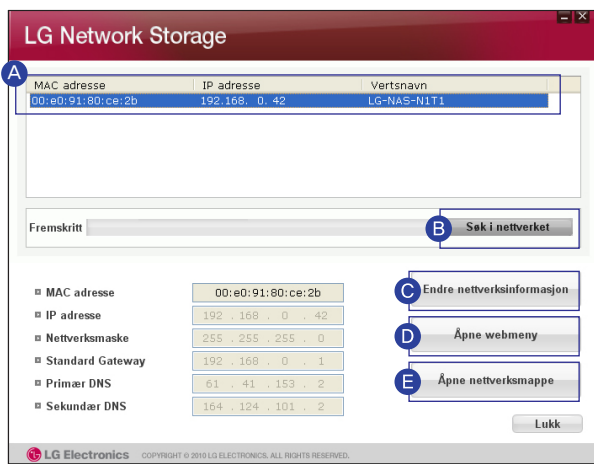 LG Network Storage
A
MAC adresse IP adresse Vertsnavn
00:e0:91:80:ce:2b 192.168. 0. 42 LG-NAS-N1T1
Fremskritt B Søk i nettverket
MAC adresse 00:e0:91:80:ce:2b C Endre nettverksinformasjon
IP adresse 192 . 168 . 0 . 42
Nettverksmaske 255 . 255 . 255 . 0 D Åpne webmeny
Standard Gateway 192 . 168 . 0 . 1
Primær DNS 61 . 41 . 153 . 2 E Åpne nettverksmappe
Sekundær DNS 164 . 124 . 101 . 2
Lukk
LG Electronics COPYRIGHT © 2010 LG ELECTRONICS. ALL RIGHTS RESERVED.